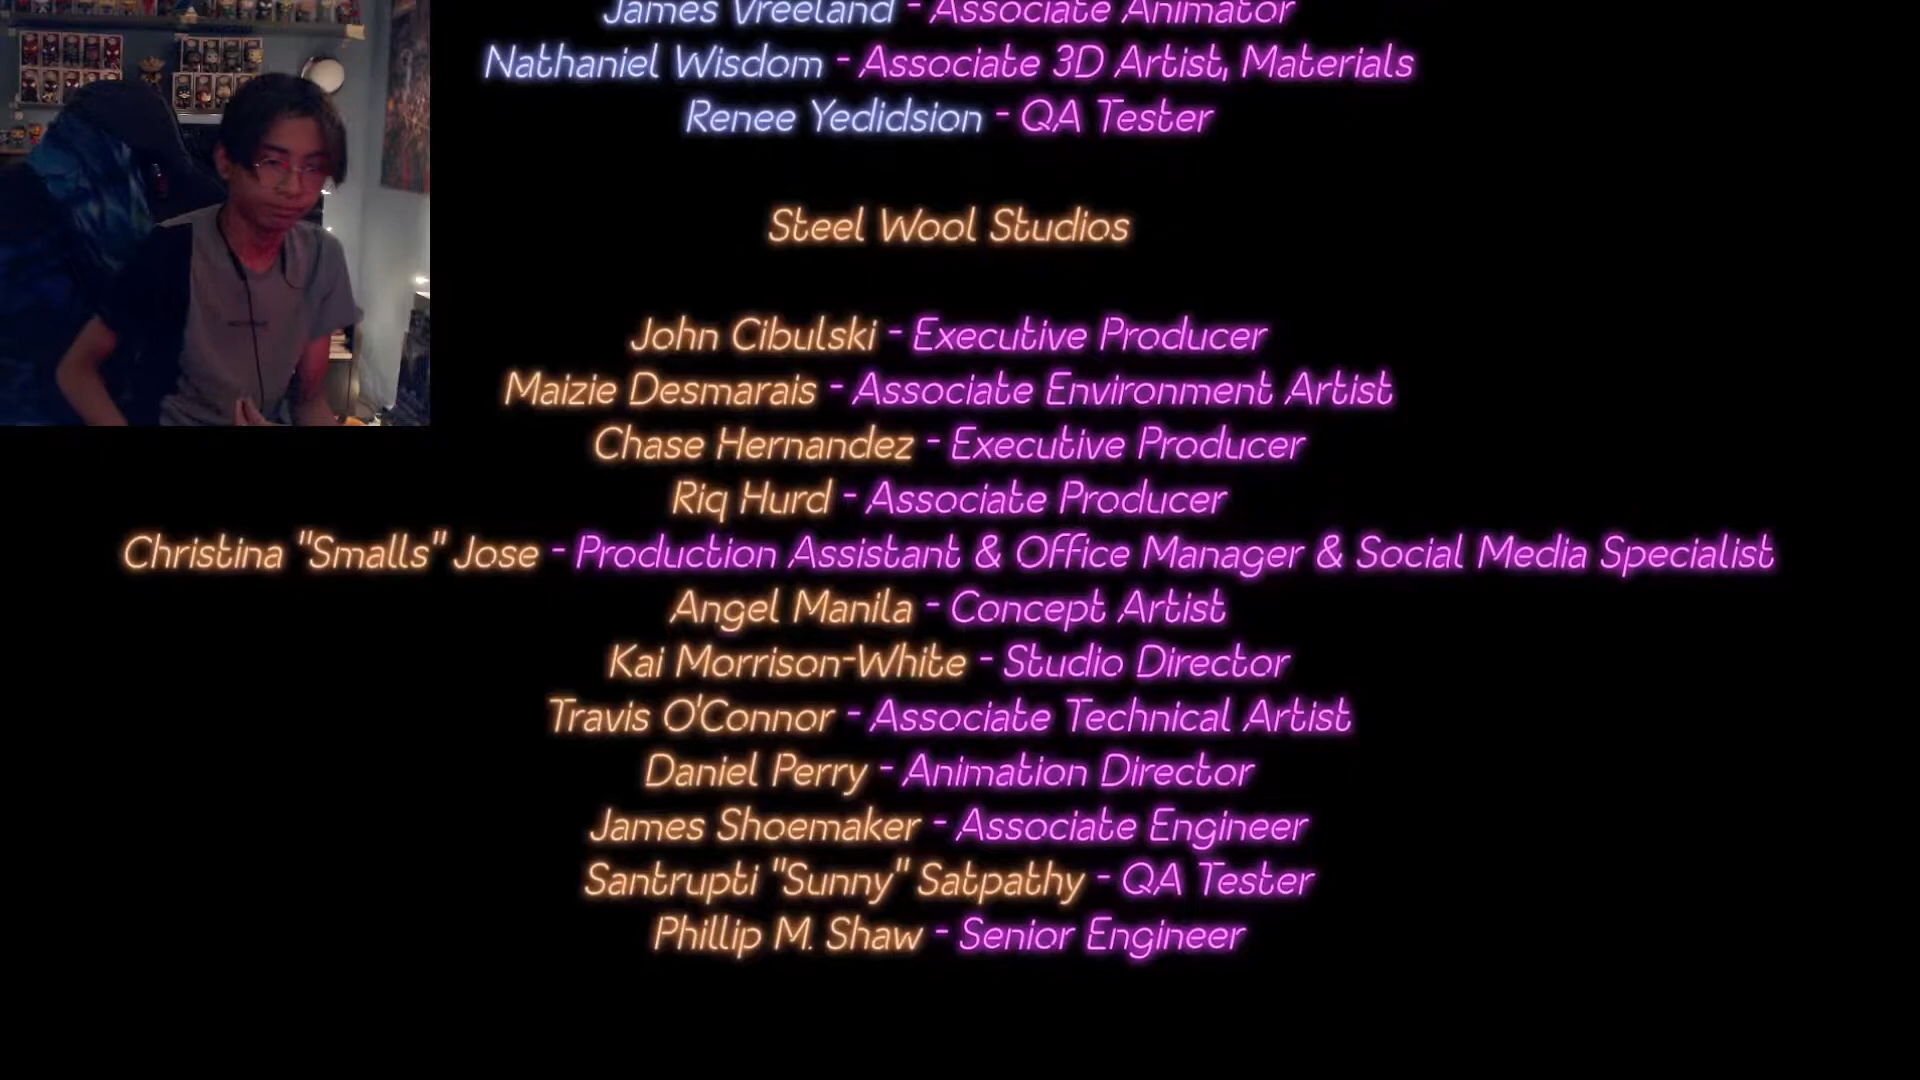 James Vreeland - Associate Animator
Nathaniel Wisdom - Associate 3D Artist, Materials
Renee Yedidsion - QA Tester
Steel Wool Studios
John Cibulski - Executive Producer
Maizie Desmarais - Associate Environment Artist
Chase Hernandez - Executive Producer
Riq Hurd - Associate Producer
Christina "Smalls" Jose - Production Assistant & Office Manager & Social Media Specialist
Angel Manila - Concept Artist
Kai Morrison-White - Studio Director
Travis O'Connor - Associate Technical Artist
Daniel Perry - Animation Director
James Shoemaker - Associate Engineer
Santrupti "Sunny" Satpathy - QA Tester
Phillip M. Shaw - Senior Engineer